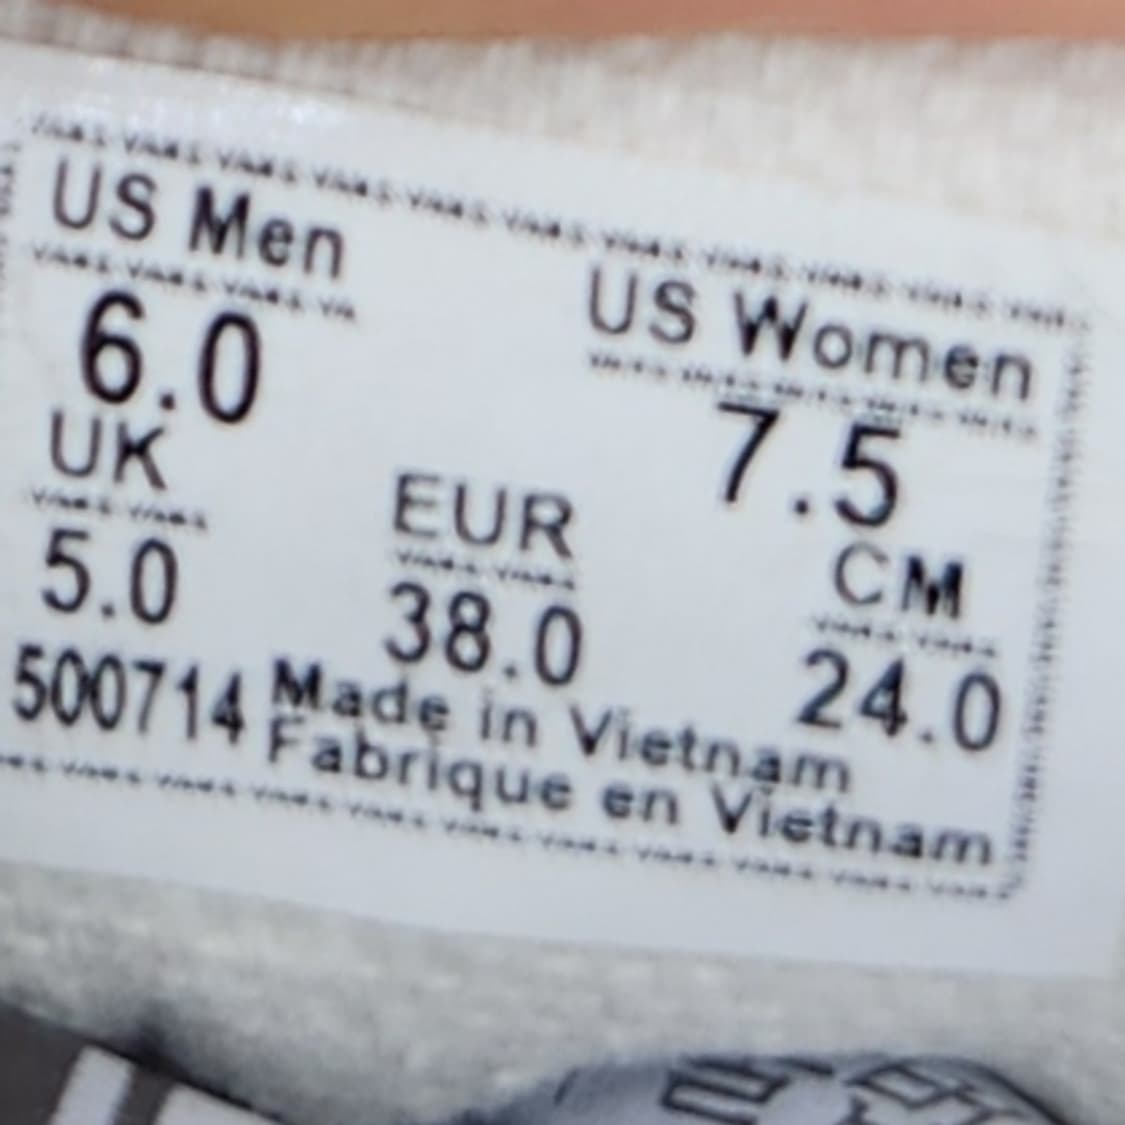 US Men
6.0
US Women
7.5
UK
5.0
EUR
38.0
CM
24.0
500714
Made in Vietnam
Fabrique en Vietnam